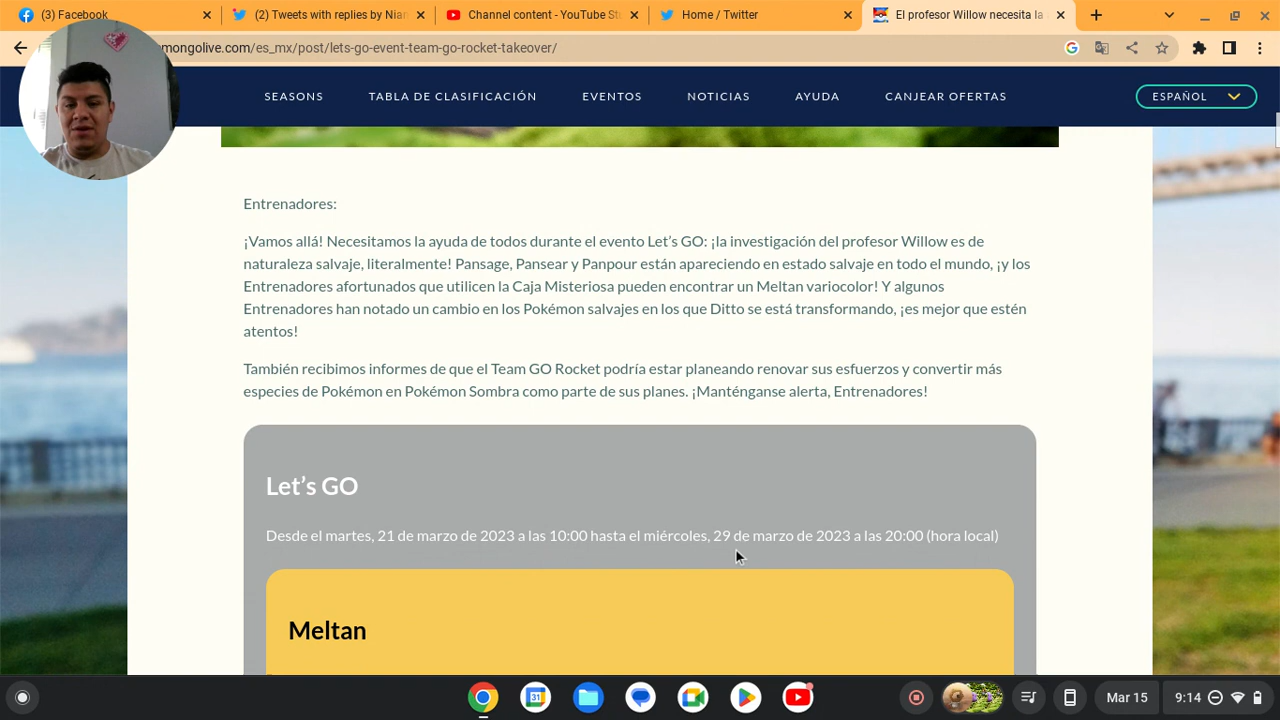 (3) Facebook
(2) Tweets with replies by Nian
Channel content - YouTube St
Home / Twitter
El profesor Willow necesita la
mongolive.com/es_mx/post/lets-go-event-team-go-rocket-takeover/
SEASONS
TABLA DE CLASIFICACIÓN
EVENTOS
NOTICIAS
AYUDA
CANJEAR OFERTAS
ESPAÑOL
Entrenadores:
¡Vamos allá! Necesitamos la ayuda de todos durante el evento Let’s GO: ¡la investigación del profesor Willow es de
naturaleza salvaje, literalmente! Pansage, Pansear y Panpour están apareciendo en estado salvaje en todo el mundo, ¡y los
Entrenadores afortunados que utilicen la Caja Misteriosa pueden encontrar un Meltan variocolor! Y algunos
Entrenadores han notado un cambio en los Pokémon salvajes en los que Ditto se está transformando, ¡es mejor que estén
atentos!
También recibimos informes de que el Team GO Rocket podría estar planeando renovar sus esfuerzos y convertir más
especies de Pokémon en Pokémon Sombra como parte de sus planes. ¡Manténganse alerta, Entrenadores!
Let’s GO
Desde el martes, 21 de marzo de 2023 a las 10:00 hasta el miércoles, 29 de marzo de 2023 a las 20:00 (hora local)
Meltan
31
Mar 15
9:14